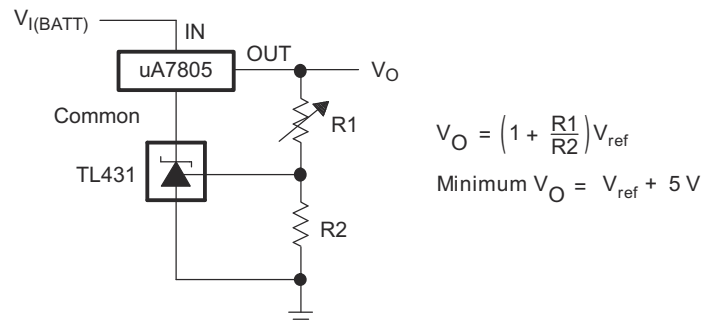 V_I(BATT)
IN
OUT
uA7805
V_O
Common
R1
V_O = (1 + R1/R2) V_ref
TL431
Minimum V_O = V_ref + 5 V
R2